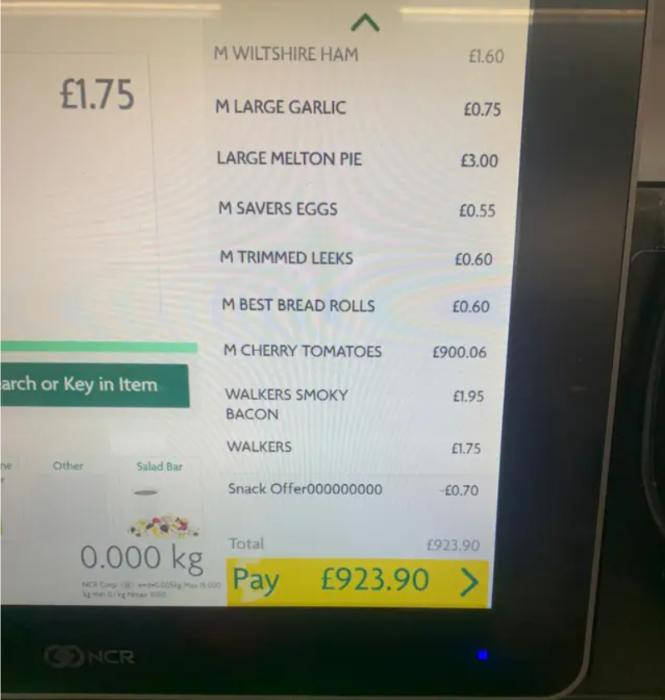 M WILTSHIRE HAM £1.60
£1.75
M LARGE GARLIC £0.75
LARGE MELTON PIE £3.00
M SAVERS EGGS £0.55
M TRIMMED LEEKS £0.60
M BEST BREAD ROLLS £0.60
M CHERRY TOMATOES £900.06
arch or Key in Item
WALKERS SMOKY £1.95
BACON
WALKERS £1.75
Other
Salad Bar
Snack Offer000000000 -£0.70
0.000 kg
Total £923.90
Pay £923.90 >
NCR